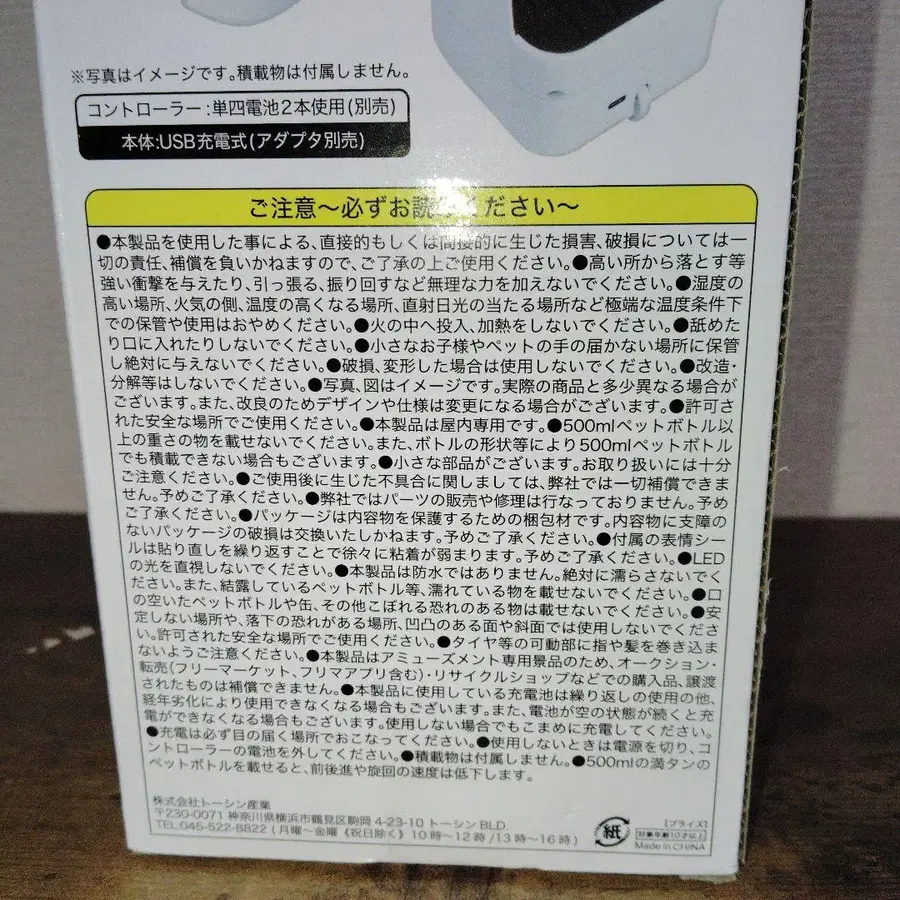 ※写真はイメージです。積載物は付属しません。
コントローラー:単四電池2本使用(別売)
本体:USB充電式(アダプタ別売)
ご注意～必ずお読みください～
●本製品を使用した事による、直接的もしくは間接的に生じた損害、破損については一
切の責任、補償を負いかねますので、ご了承の上ご使用ください。●高い所から落とす等
強い衝撃を与えたり、引っ張る、振り回すなど無理な力を加えないでください。●湿度の
高い場所、火気の側、温度の高くなる場所、直射日光の当たる場所など極端な温度条件下
での保管や使用はおやめください。●火の中へ投入、加熱をしないでください。●舐めた
り口に入れたりしないでください。●小さなお子様やペットの手の届かない場所に保管
し絶対に与えないでください。●破損、変形した場合は使用しないでください。●改造・
分解等はしないでください。●写真、図はイメージです。実際の商品と多少異なる場合が
ございます。また、改良のためデザインや仕様は変更になる場合がございます。●許可さ
れた安全な場所でご使用ください。●本製品は屋内専用です。●500mlペットボトル以
上の重さの物を載せないでください。また、ボトルの形状等により500mlペットボトル
でも積載できない場合もございます。●小さな部品がございます。お取り扱いには十分
ご注意ください。●ご使用後に生じた不具合に関しましては、弊社では一切補償できま
せん。予めご了承ください。●弊社ではパーツの販売や修理は行なっておりません。予め
ご了承ください。●パッケージは内容物を保護するための梱包材です。内容物に支障の
ないパッケージの破損は交換いたしかねます。予めご了承ください。●付属の表情シー
ルは貼り直しを繰り返すことで徐々に粘着が弱まります。予めご了承ください。●LED
の光を直視しないでください。●本製品は防水ではありません。絶対に濡らさないでく
ださい。また、結露しているペットボトル等、濡れている物を載せないでください。●口
の空いたペットボトルや缶、その他こぼれる恐れのある物は載せないでください。●安
定しない場所や、落下の恐れがある場所、凹凸のある面や斜面では使用しないでくださ
い。許可された安全な場所でご使用ください。●タイヤ等の可動部に指や髪を巻き込ま
ないようご注意ください。●本製品はアミューズメント専用景品のため、オークション・
転売(フリーマーケット、フリマアプリ含む)・リサイクルショップなどでの購入品、譲渡
されたものは補償できません。●本製品に使用している充電池は繰り返しの使用の他、
経年劣化により使用できなくなる場合もございます。また、電池が空の状態が続くと充
電ができなくなる場合もございます。使用しない場合でもこまめに充電してください。
●充電は必ず目の届く場所でおこなってください。●使用しないときは電源を切り、コ
ントローラーの電池を外してください。●積載物は付属しません。●500mlの満タンの
ペットボトルを載せると、前後進や旋回の速度は低下します。
株式会社トーシン産業
〒230-0071 神奈川県横浜市鶴見区駒岡 4-23-10 トーシン BLD.
TEL:045-522-8822 (月曜～金曜《祝日除く》10時～12時/13時～16時)
紙
【プライズ】
対象年齢10才以上
Made in CHINA